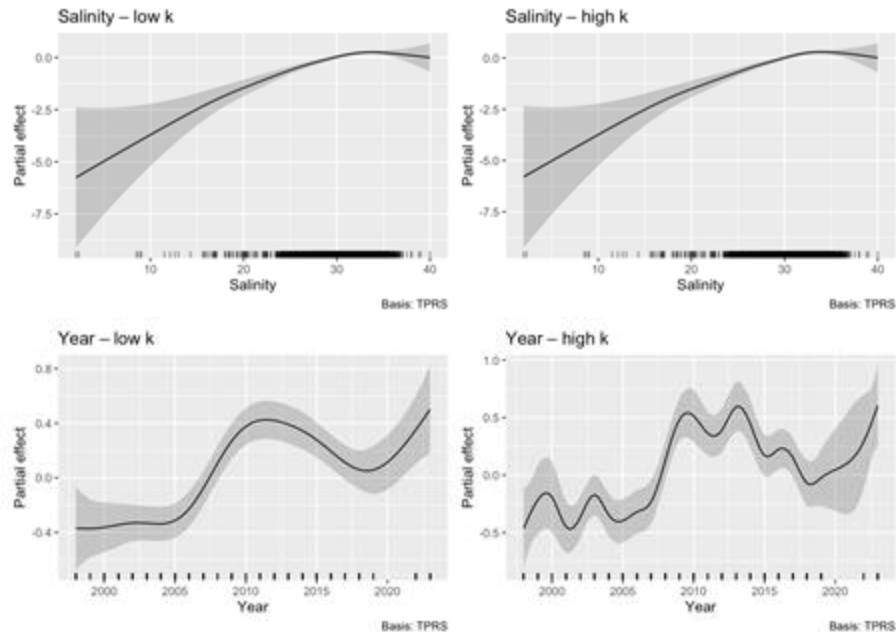 Salinity – low k
Partial effect
0.0
-2.5
-5.0
-7.5
10 20 30 40
Salinity
Basis: TPRS
Salinity – high k
Partial effect
0.0
-2.5
-5.0
-7.5
10 20 30 40
Salinity
Basis: TPRS
Year – low k
Partial effect
0.8
0.4
0.0
-0.4
2000 2005 2010 2015 2020
Year
Basis: TPRS
Year – high k
Partial effect
1.0
0.5
0.0
-0.5
2000 2005 2010 2015 2020
Year
Basis: TPRS